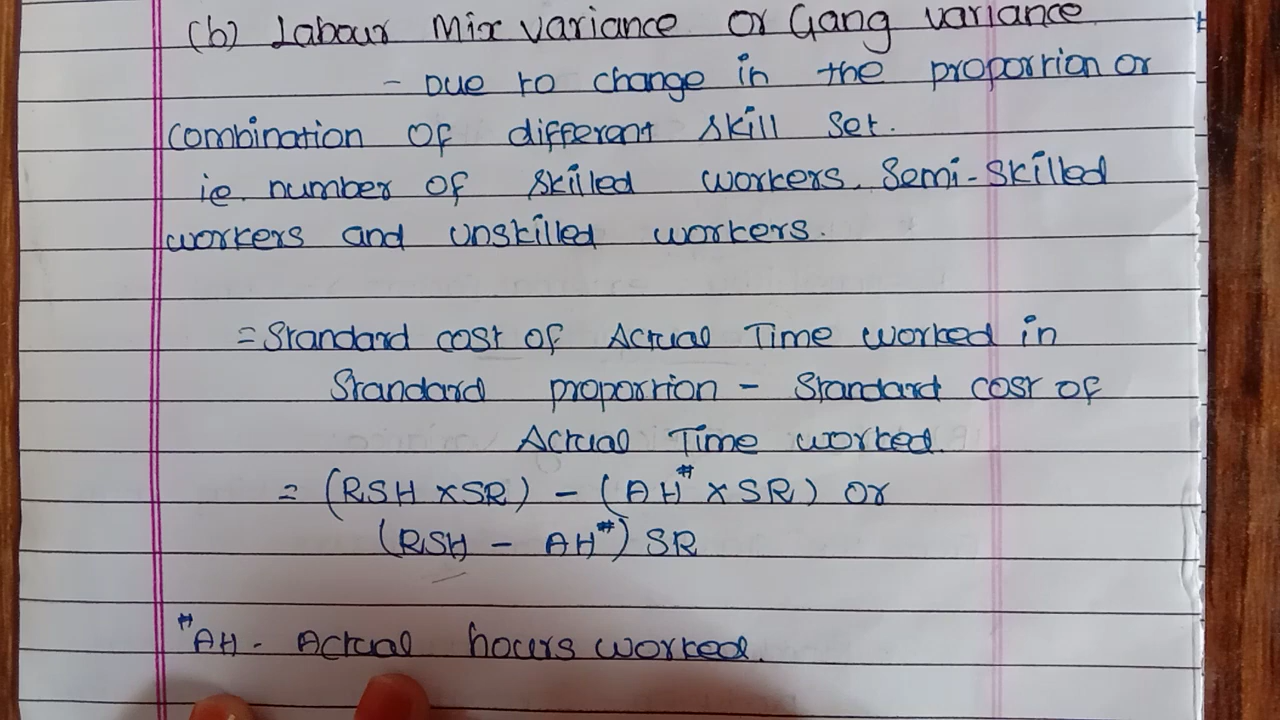 (b) Labour Mix variance or Gang variance
- Due to change in the proportion or
combination of different skill set.
ie. number of skilled workers, Semi-skilled
workers and unskilled workers.
= Standard cost of Actual Time worked in
Standard proportion - Standard cost of
Actual Time worked.
= (RSH x SR) - (AH# x SR) or
(RSH - AH#) SR
#AH - Actual hours worked.